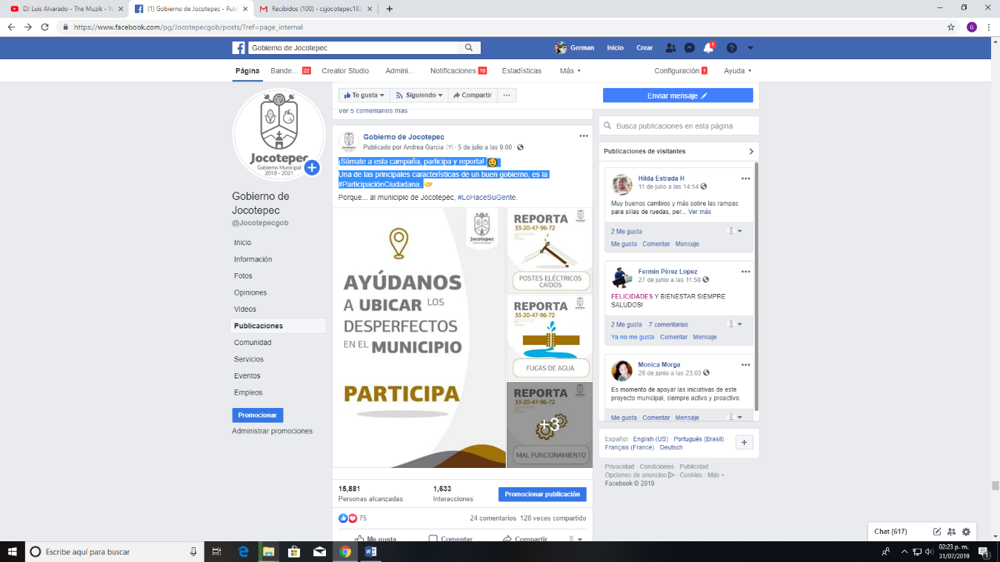 DJ Luis Alvarado - The Muzik - Yo
(1) Gobierno de Jocotepec - Publ
Recibidos (100) - csjocotepec182
https://www.facebook.com/pg/Jocotepecgob/posts/?ref=page_internal
G
Gobierno de Jocotepec
German
Inicio
Crear
1
Página
Bande... 22
Creator Studio
Admini...
Notificaciones 18
Estadísticas
Más
Configuración 1
Ayuda
Te gusta
Siguiendo
Compartir
Enviar mensaje
Ver 5 comentarios más
Jocotepec
Gobierno Municipal
2018 - 2021
Gobierno de
Jocotepec
@Jocotepecgob
Inicio
Información
Fotos
Opiniones
Videos
Publicaciones
Comunidad
Servicios
Eventos
Empleos
Promocionar
Administrar promociones
Gobierno de Jocotepec
Publicado por Andrea Garcia [?] · 5 de julio a las 9:00 ·
¡Súmate a esta campaña, participa y reporta! 😉
Una de las principales características de un buen gobierno, es la
#ParticipaciónCiudadana. 🤝
Porque... al municipio de Jocotepec, #LoHaceSuGente.
Jocotepec
AYÚDANOS
A UBICAR LOS
DESPERFECTOS
EN EL MUNICIPIO
PARTICIPA
REPORTA
33-20-47-96-72
POSTES ELÉCTRICOS
CAÍDOS
REPORTA
33-20-47-96-72
FUGAS DE AGUA
REPORTA
33-20-47-96-72
+3
MAL FUNCIONAMIENTO
15,881
Personas alcanzadas
1,633
Interacciones
Promocionar publicación
75
24 comentarios 128 veces compartido
Me gusta
Comentar
Compartir
Busca publicaciones en esta página
Publicaciones de visitantes
Hilda Estrada H
11 de julio a las 14:54
Muy buenos cambios y más sobre las rampas
para sillas de ruedas, per... Ver más
2 Me gusta
Me gusta · Comentar · Mensaje
Fermin Pérez Lopez
27 de junio a las 11:58
FELICIDADES Y BIENESTAR SIEMPRE
SALUDOS!
2 Me gusta 7 comentarios
Ya no me gusta · Comentar · Mensaje
Monica Morga
26 de junio a las 23:03
Es momento de apoyar las iniciativas de este
proyecto municipal, siempre activo y proactivo.
Me gusta · Comentar · Mensaje
Español · English (US) · Português (Brasil) ·
Français (France) · Deutsch
Privacidad · Condiciones · Publicidad ·
Opciones de anuncios · Cookies · Más
Facebook © 2019
Chat (617)
Escribe aquí para buscar
02:23 p. m.
31/07/2019
1